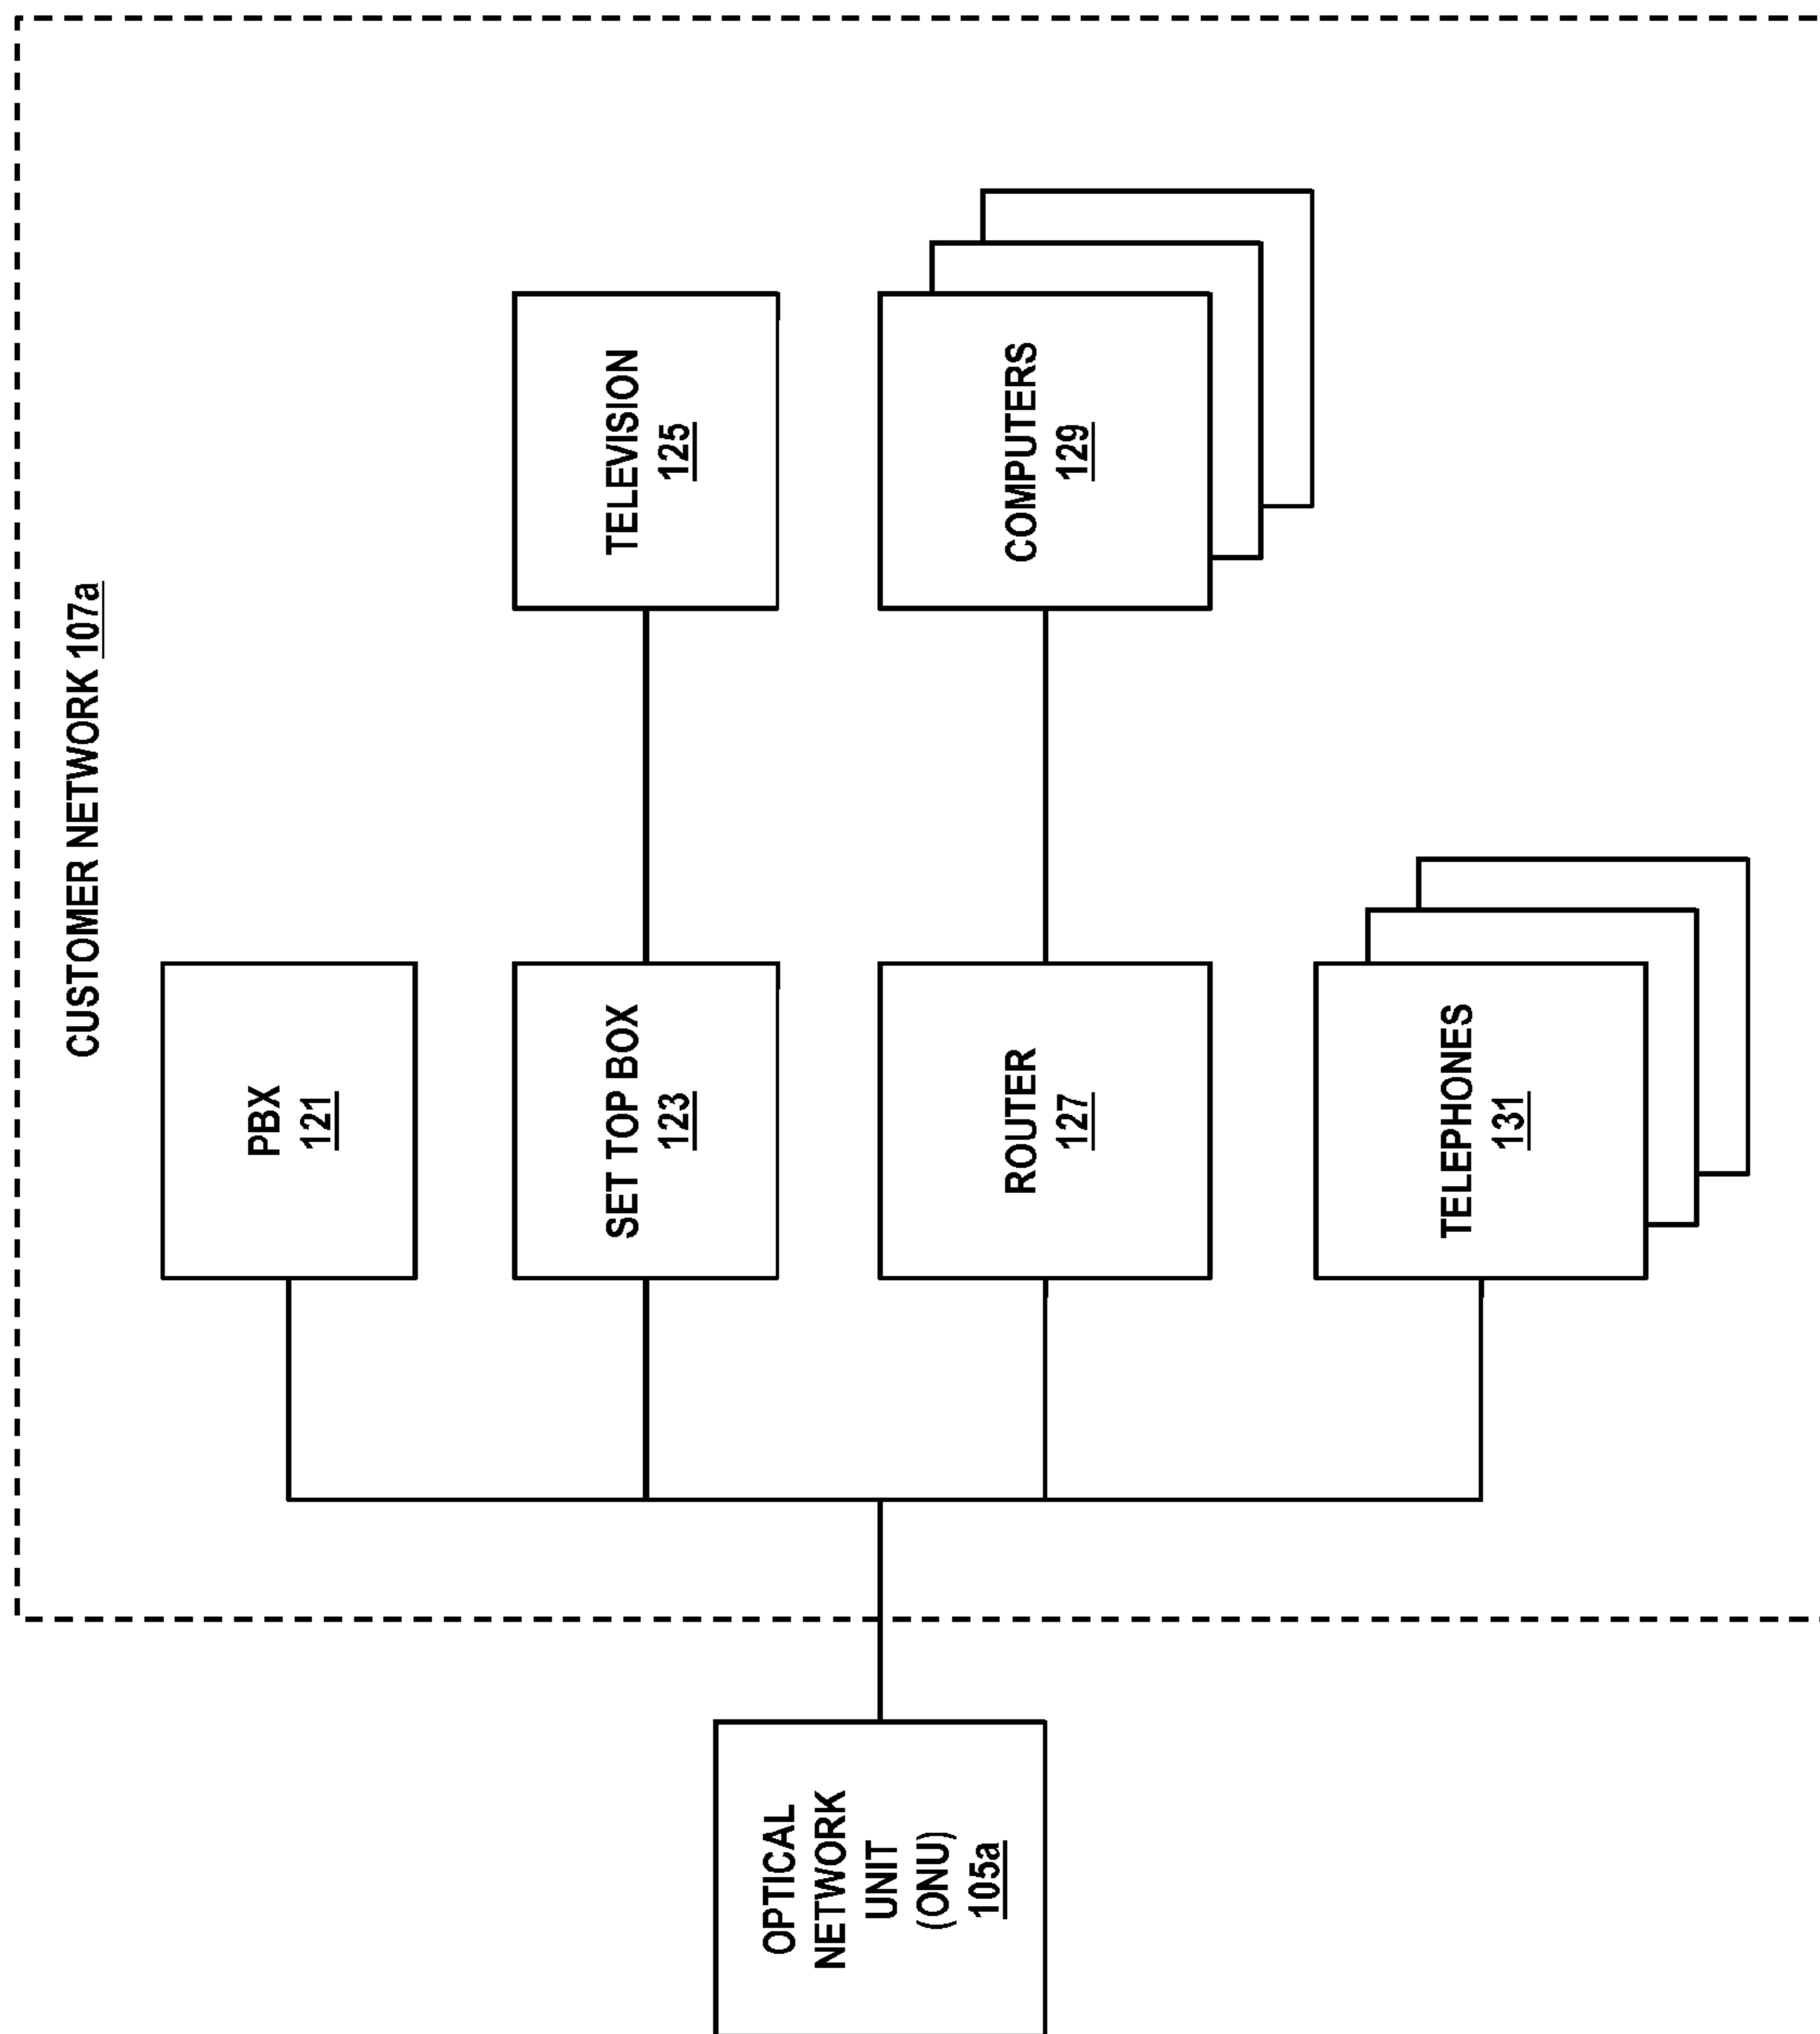 CUSTOMER NETWORK 107a
PBX
121
SET TOP BOX
123
TELEVISION
125
OPTICAL
NETWORK
UNIT
(ONU)
105a
ROUTER
127
COMPUTERS
129
TELEPHONES
131